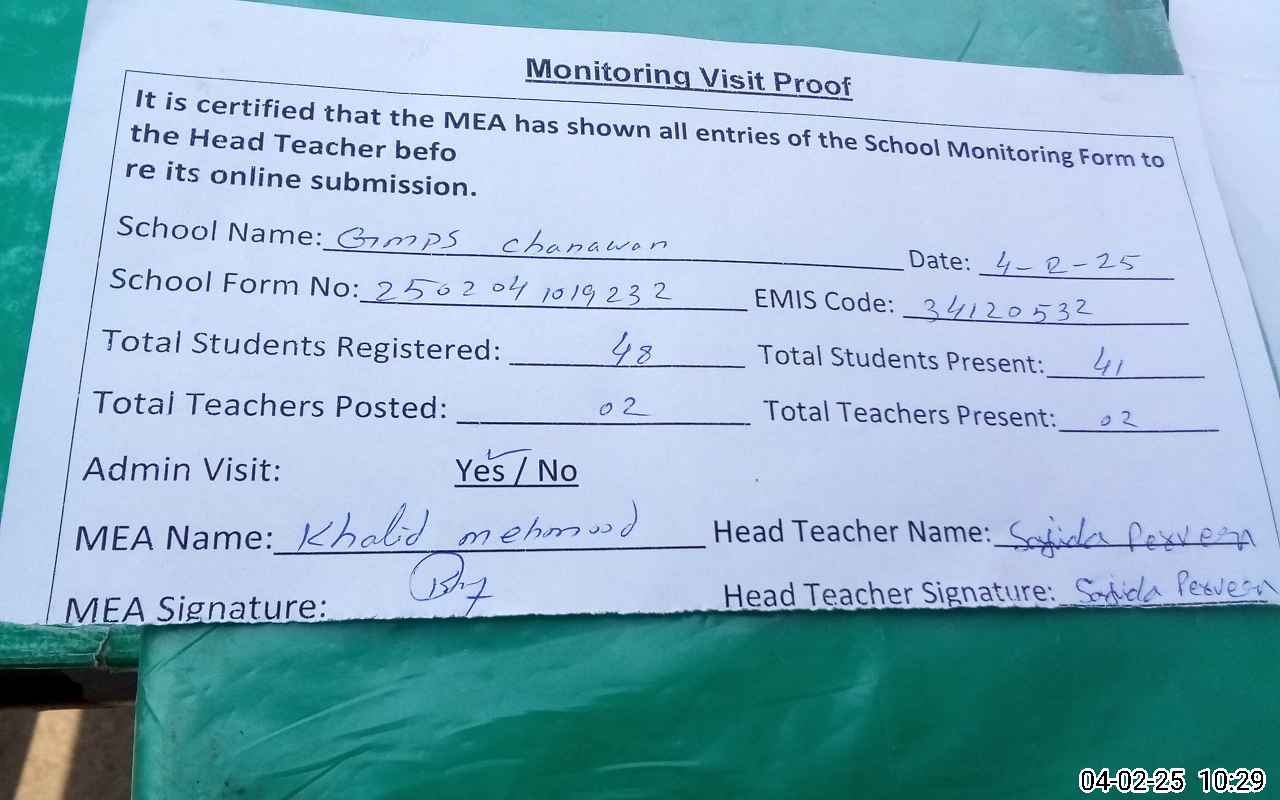 Monitoring Visit Proof
It is certified that the MEA has shown all entries of the School Monitoring Form to
the Head Teacher befo
re its online submission.
School Name: GMPS Chanawan Date: 4-2-25
School Form No: 2502041019232 EMIS Code: 34120532
Total Students Registered: 48 Total Students Present: 41
Total Teachers Posted: 02 Total Teachers Present: 02
Admin Visit: Yes / No
MEA Name: Khalid mehmood Head Teacher Name: Sajida Perveen
MEA Signature: Head Teacher Signature: Sajida Perveen
04-02-25 10:29